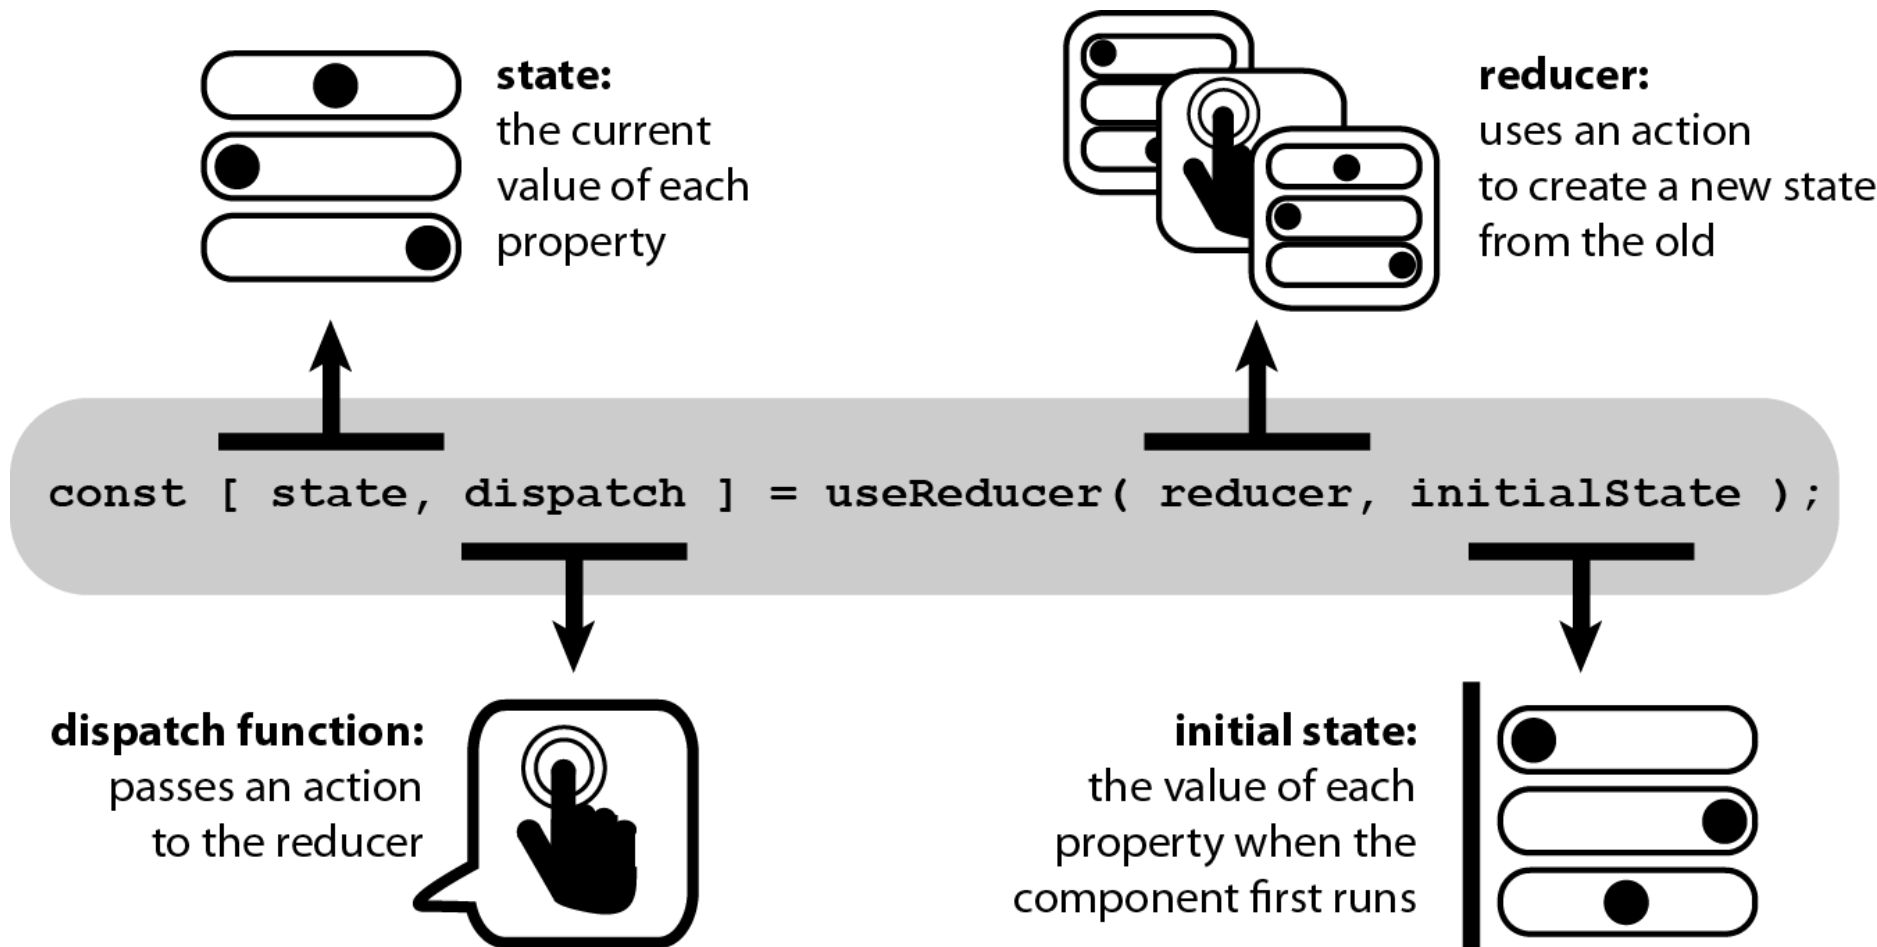 state:
the current
value of each
property
reducer:
uses an action
to create a new state
from the old
const [ state, dispatch ] = useReducer( reducer, initialState );
dispatch function:
passes an action
to the reducer
initial state:
the value of each
property when the
component first runs